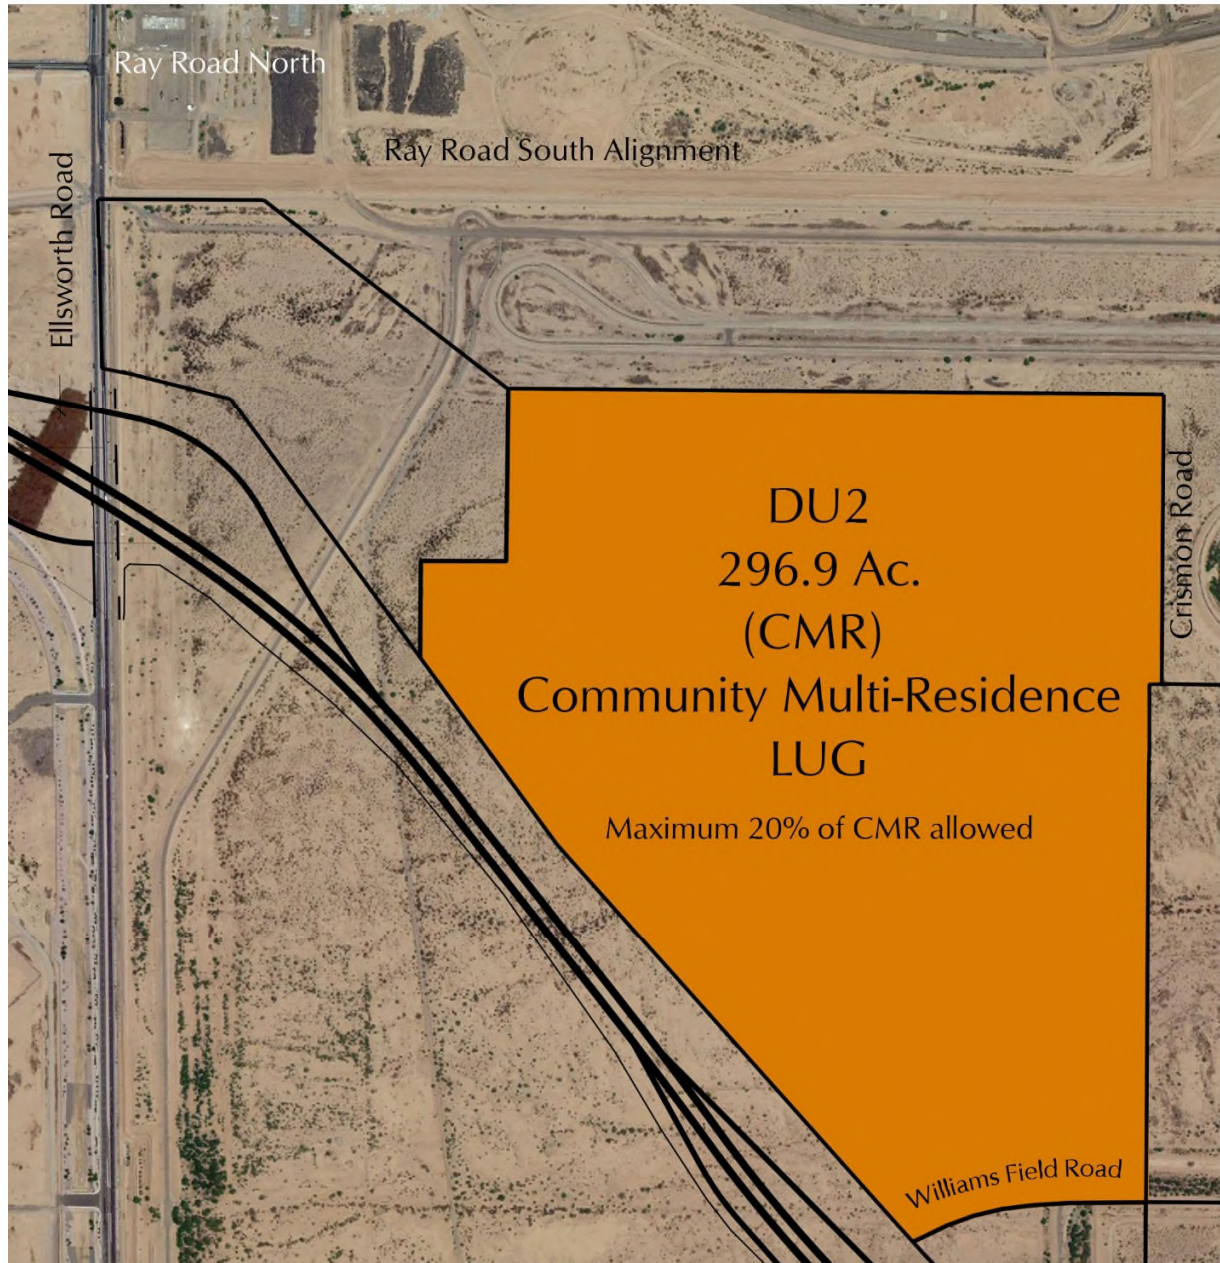 Ray Road North
Ray Road South Alignment
Ellsworth Road
Crismon Road
DU2
296.9 Ac.
(CMR)
Community Multi-Residence
LUG
Maximum 20% of CMR allowed
Williams Field Road